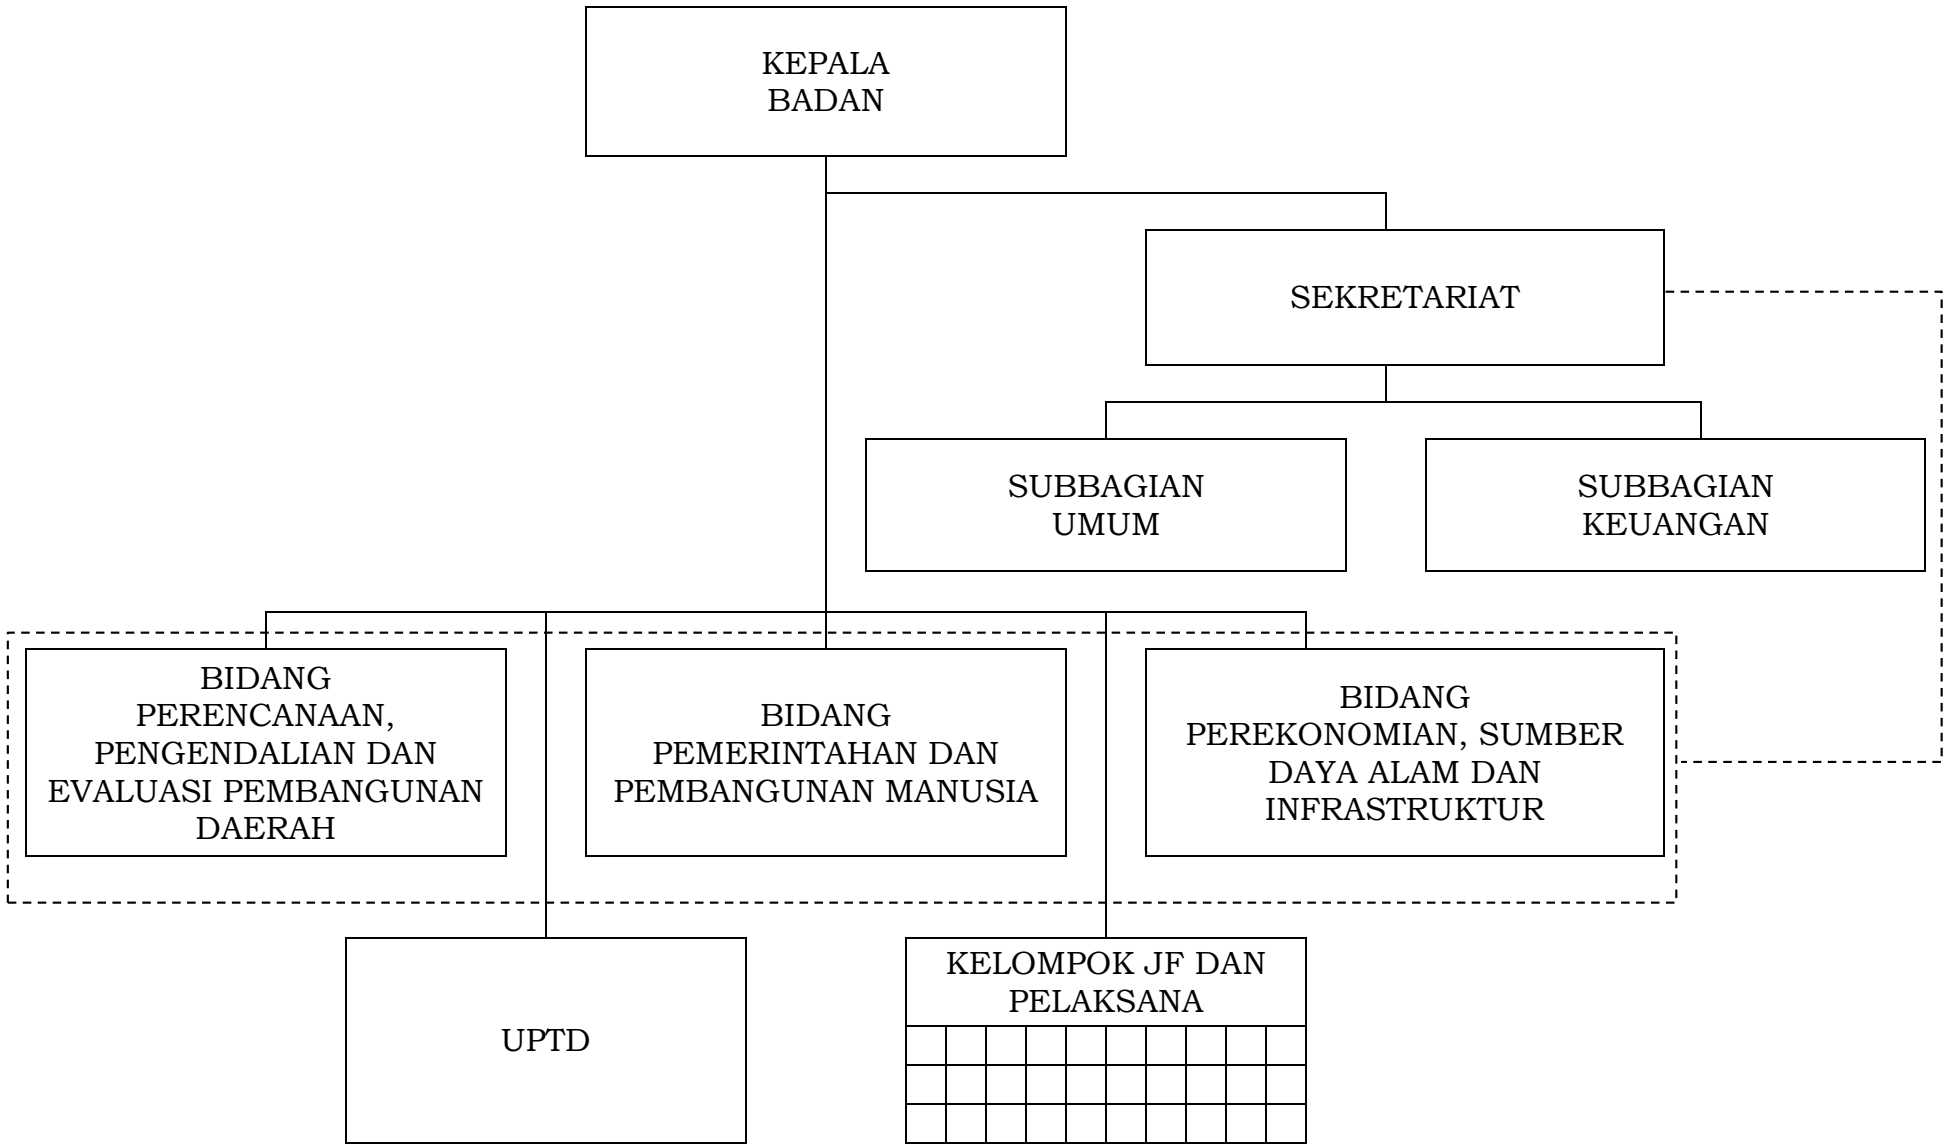 KEPALA
BADAN
SEKRETARIAT
SUBBAGIAN
UMUM
SUBBAGIAN
KEUANGAN
BIDANG
PERENCANAAN,
PENGENDALIAN DAN
EVALUASI PEMBANGUNAN
DAERAH
BIDANG
PEMERINTAHAN DAN
PEMBANGUNAN MANUSIA
BIDANG
PEREKONOMIAN, SUMBER
DAYA ALAM DAN
INFRASTRUKTUR
UPTD
KELOMPOK JF DAN
PELAKSANA